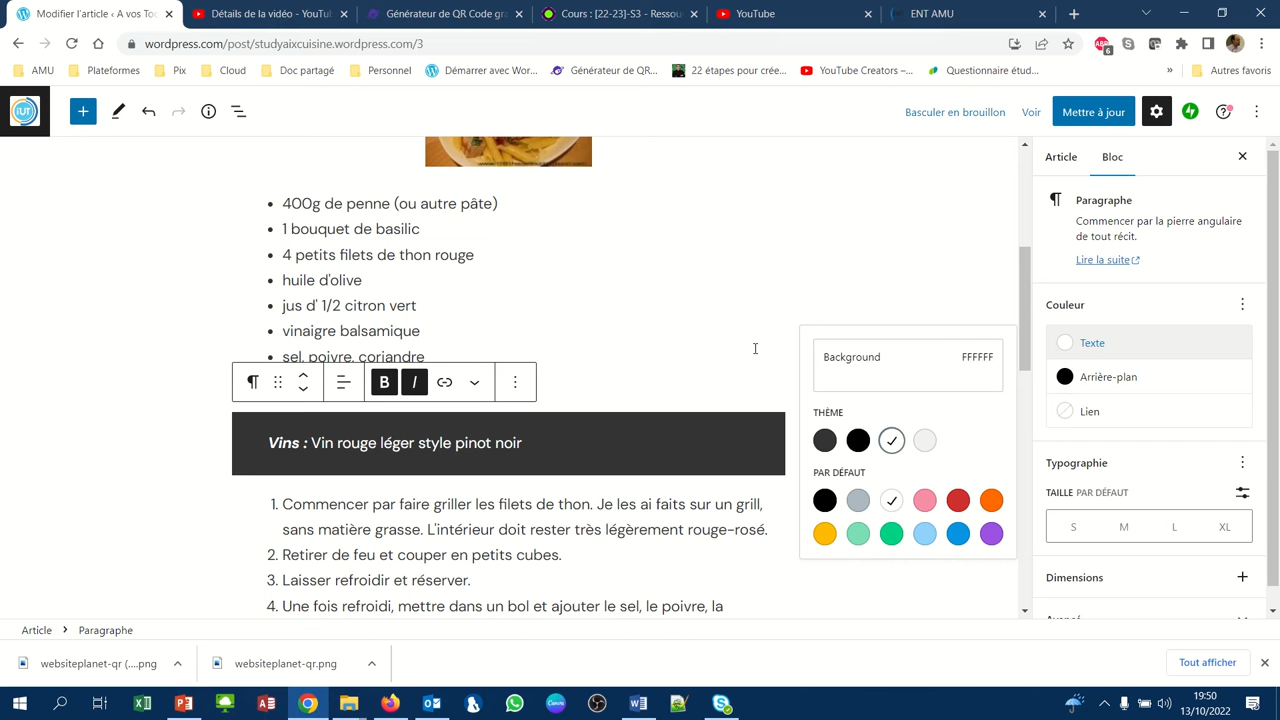 Modifier l'article ‹ A vos Too
Détails de la vidéo - YouTub
Générateur de QR Code gra
Cours : [22-23]-S3 - Ressou
YouTube
ENT AMU
wordpress.com/post/studyaixcuisine.wordpress.com/3
ABP
6
AMU
Plateformes
Pix
Cloud
Doc partagé
Personnel
Démarrer avec Wor...
Générateur de QR...
22 étapes pour crée...
YouTube Creators –...
Questionnaire étud...
»
Autres favoris
iUT
Basculer en brouillon
Voir
Mettre à jour
400g de penne (ou autre pâte)
1 bouquet de basilic
4 petits filets de thon rouge
huile d'olive
jus d' 1/2 citron vert
vinaigre balsamique
sel, poivre, coriandre
B I
Vins : Vin rouge léger style pinot noir
1. Commencer par faire griller les filets de thon. Je les ai faits sur un grill,
sans matière grasse. L'intérieur doit rester très légèrement rouge-rosé.
2. Retirer de feu et couper en petits cubes.
3. Laisser refroidir et réserver.
4. Une fois refroidi, mettre dans un bol et ajouter le sel, le poivre, la
Background FFFFFF
THÈME
PAR DÉFAUT
Article Bloc
Paragraphe
Commencer par la pierre angulaire
de tout récit.
Lire la suite
Couleur
Texte
Arrière-plan
Lien
Typographie
TAILLE PAR DÉFAUT
S M L XL
Dimensions
Avancé
Article > Paragraphe
websiteplanet-qr (....png
websiteplanet-qr.png
Tout afficher
19:50
13/10/2022